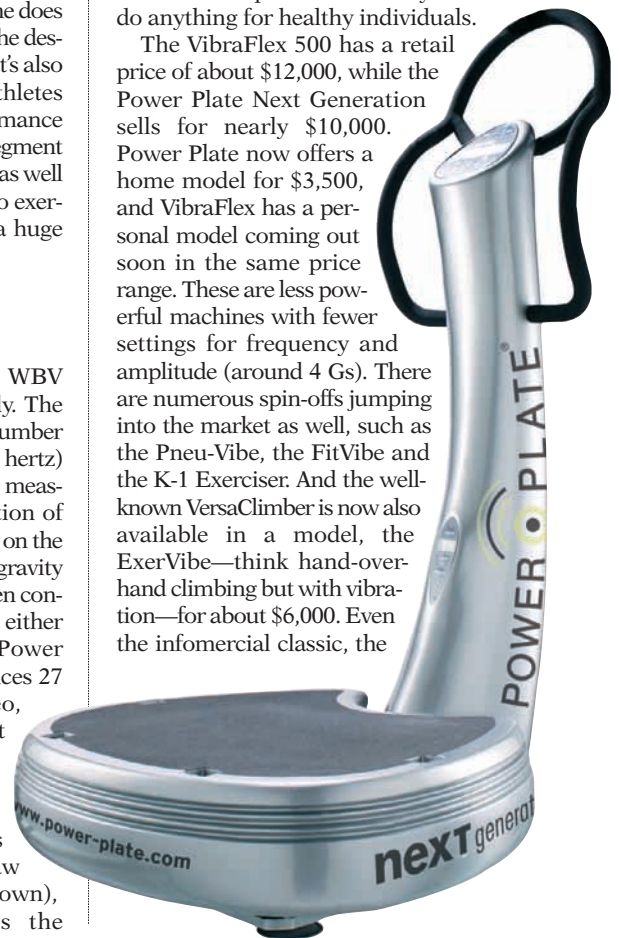 ne does
he des-
t's also
thletes
mance
egment
as well
o exer-
a huge
WBV
ly. The
umber
hertz)
meas-
tion of
on the
gravity
en con-
either
Power
ces 27
eo,
t
s
aw
own),
s the
do anything for healthy individuals.
The VibraFlex 500 has a retail
price of about $12,000, while the
Power Plate Next Generation
sells for nearly $10,000.
Power Plate now offers a
home model for $3,500,
and VibraFlex has a per-
sonal model coming out
soon in the same price
range. These are less pow-
erful machines with fewer
settings for frequency and
amplitude (around 4 Gs). There
are numerous spin-offs jumping
into the market as well, such as
the Pneu-Vibe, the FitVibe and
the K-1 Exerciser. And the well-
known VersaClimber is now also
available in a model, the
ExerVibe—think hand-over-
hand climbing but with vibra-
tion—for about $6,000. Even
the infomercial classic, the
POWER PLATE®
www.power-plate.com
nexT generat